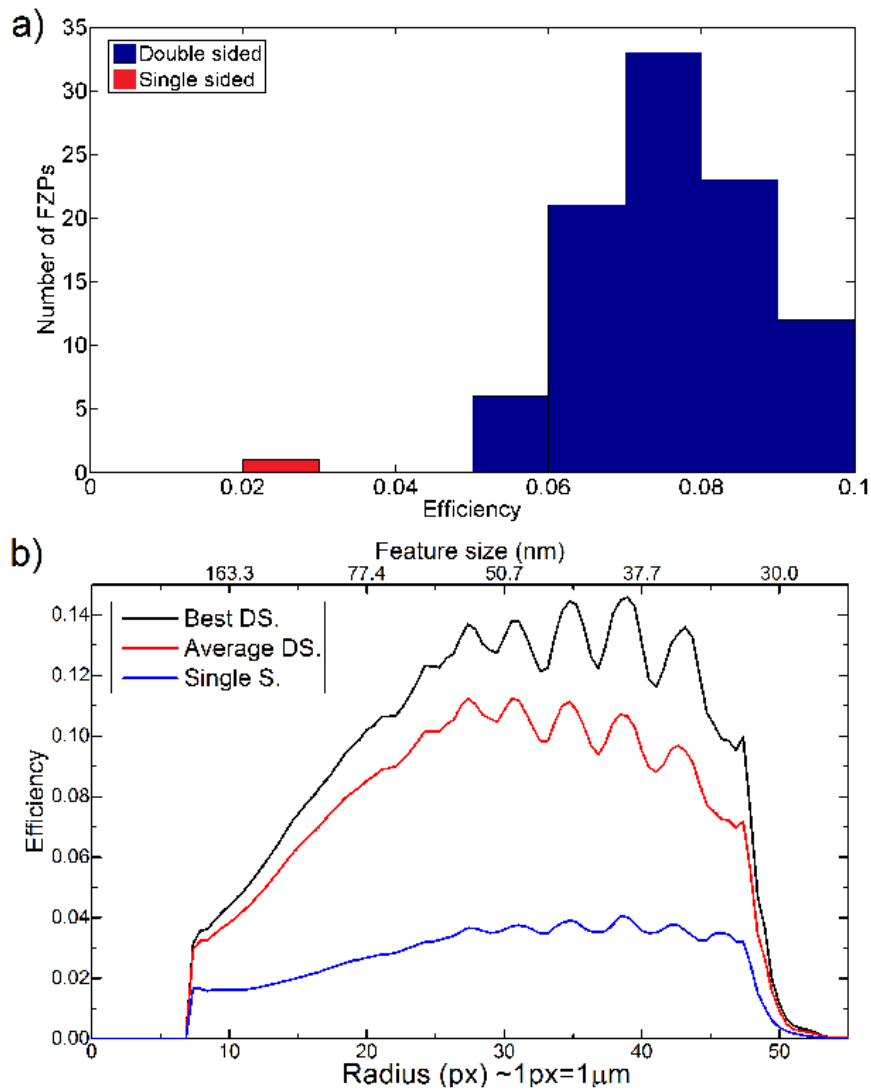 a)
35
30
25
20
15
10
5
0
Number of FZPs
Double sided
Single sided
0 0.02 0.04 0.06 0.08 0.1
Efficiency
b)
Feature size (nm)
163.3 77.4 50.7 37.7 30.0
0.14
0.12
0.10
0.08
0.06
0.04
0.02
0.00
Efficiency
Best DS.
Average DS.
Single S.
0 10 20 30 40 50
Radius (px) ~1px=1μm